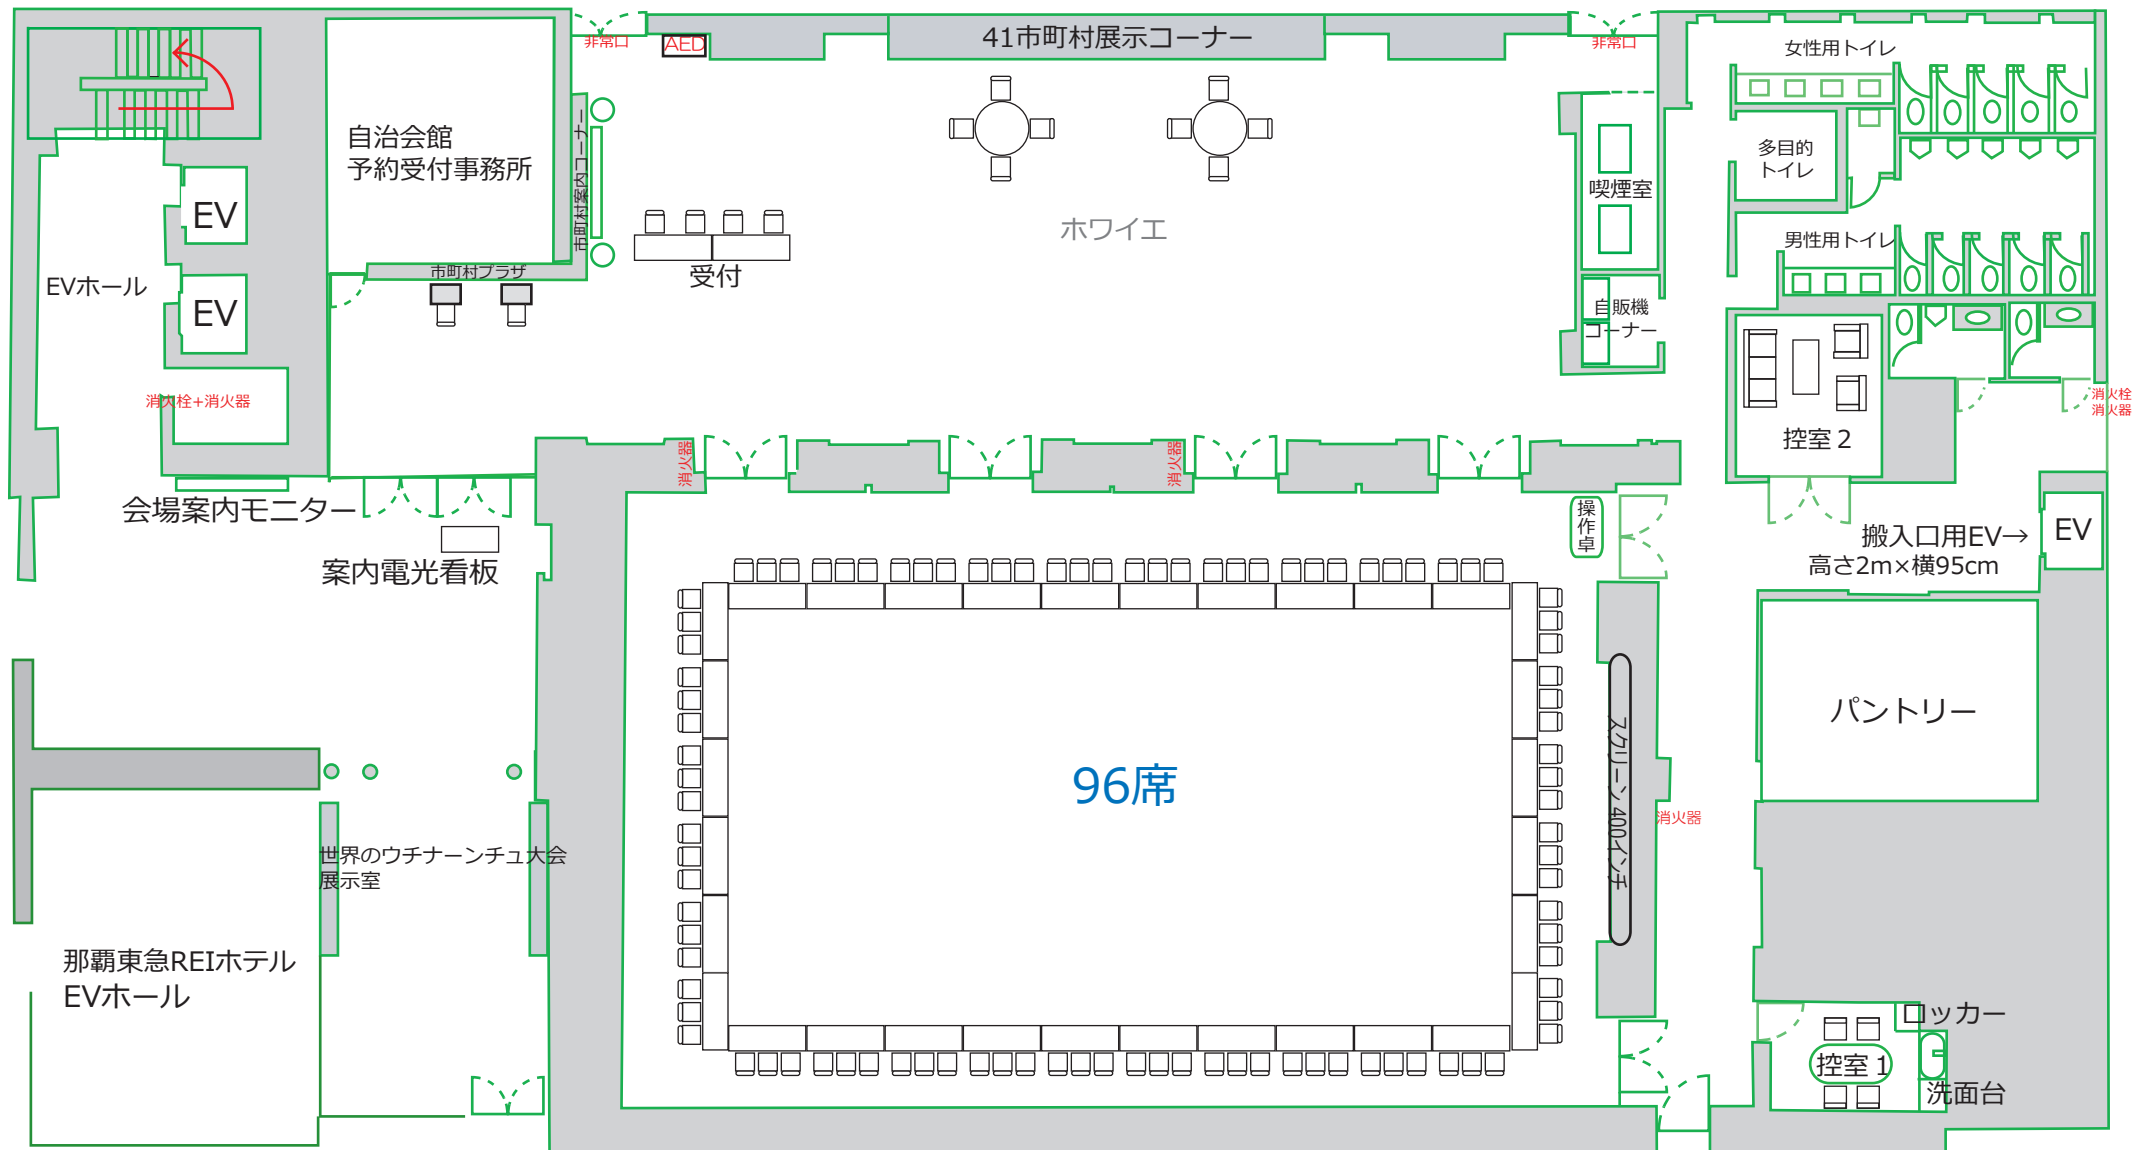 非常口
AED
41市町村展示コーナー
非常口
女性用トイレ
自治会館
予約受付事務所
市町村案内コーナー
多目的
トイレ
喫煙室
EV
ホワイエ
男性用トイレ
EVホール
市町村プラザ
受付
EV
自販機
コーナー
消火栓+消火器
消火栓
消火器
控室２
消火器
消火器
会場案内モニター
操作卓
搬入口用EV→
EV
高さ2m×横95cm
案内電光看板
パントリー
96席
スクリーン400インチ
消火器
世界のウチナーンチュ大会
展示室
那覇東急REIホテル
EVホール
ロッカー
控室１
洗面台